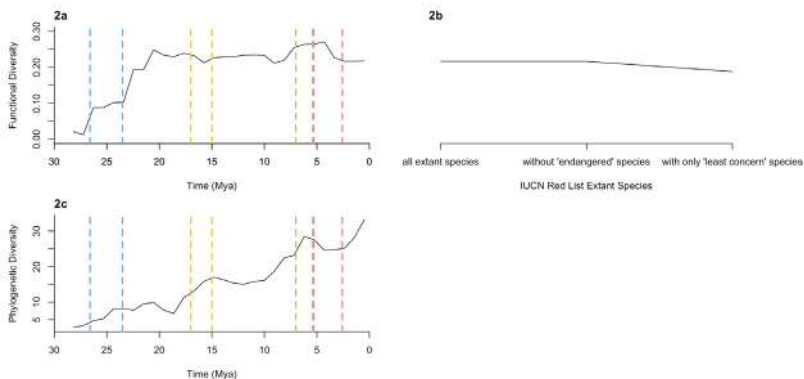 2a
Functional Diversity
0.30
0.20
0.10
0.00
30
25
20
15
10
5
0
Time (Mya)
2b
all extant species
without 'endangered' species
with only 'least concern' species
IUCN Red List Extant Species
2c
Phylogenetic Diversity
30
20
10
5
30
25
20
15
10
5
0
Time (Mya)